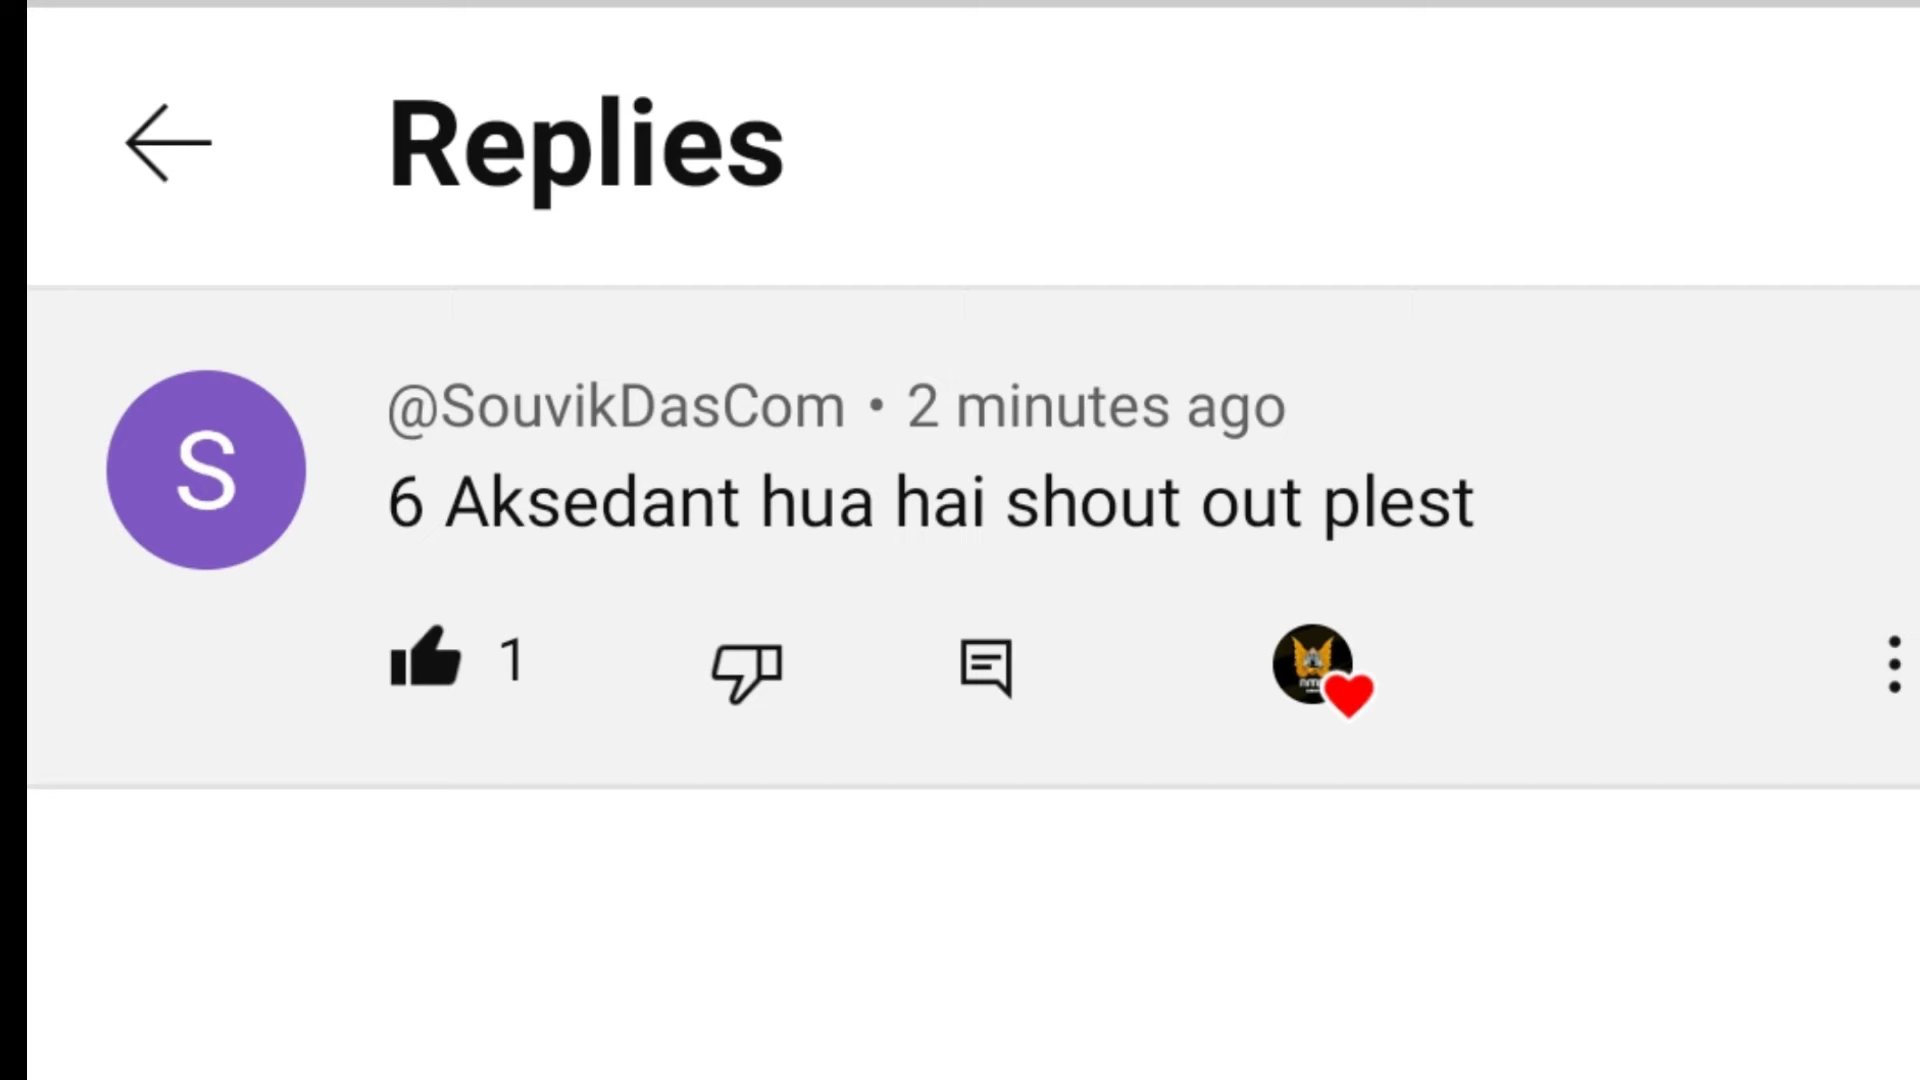 Replies
S
@SouvikDasCom • 2 minutes ago
6 Aksedant hua hai shout out plest
1